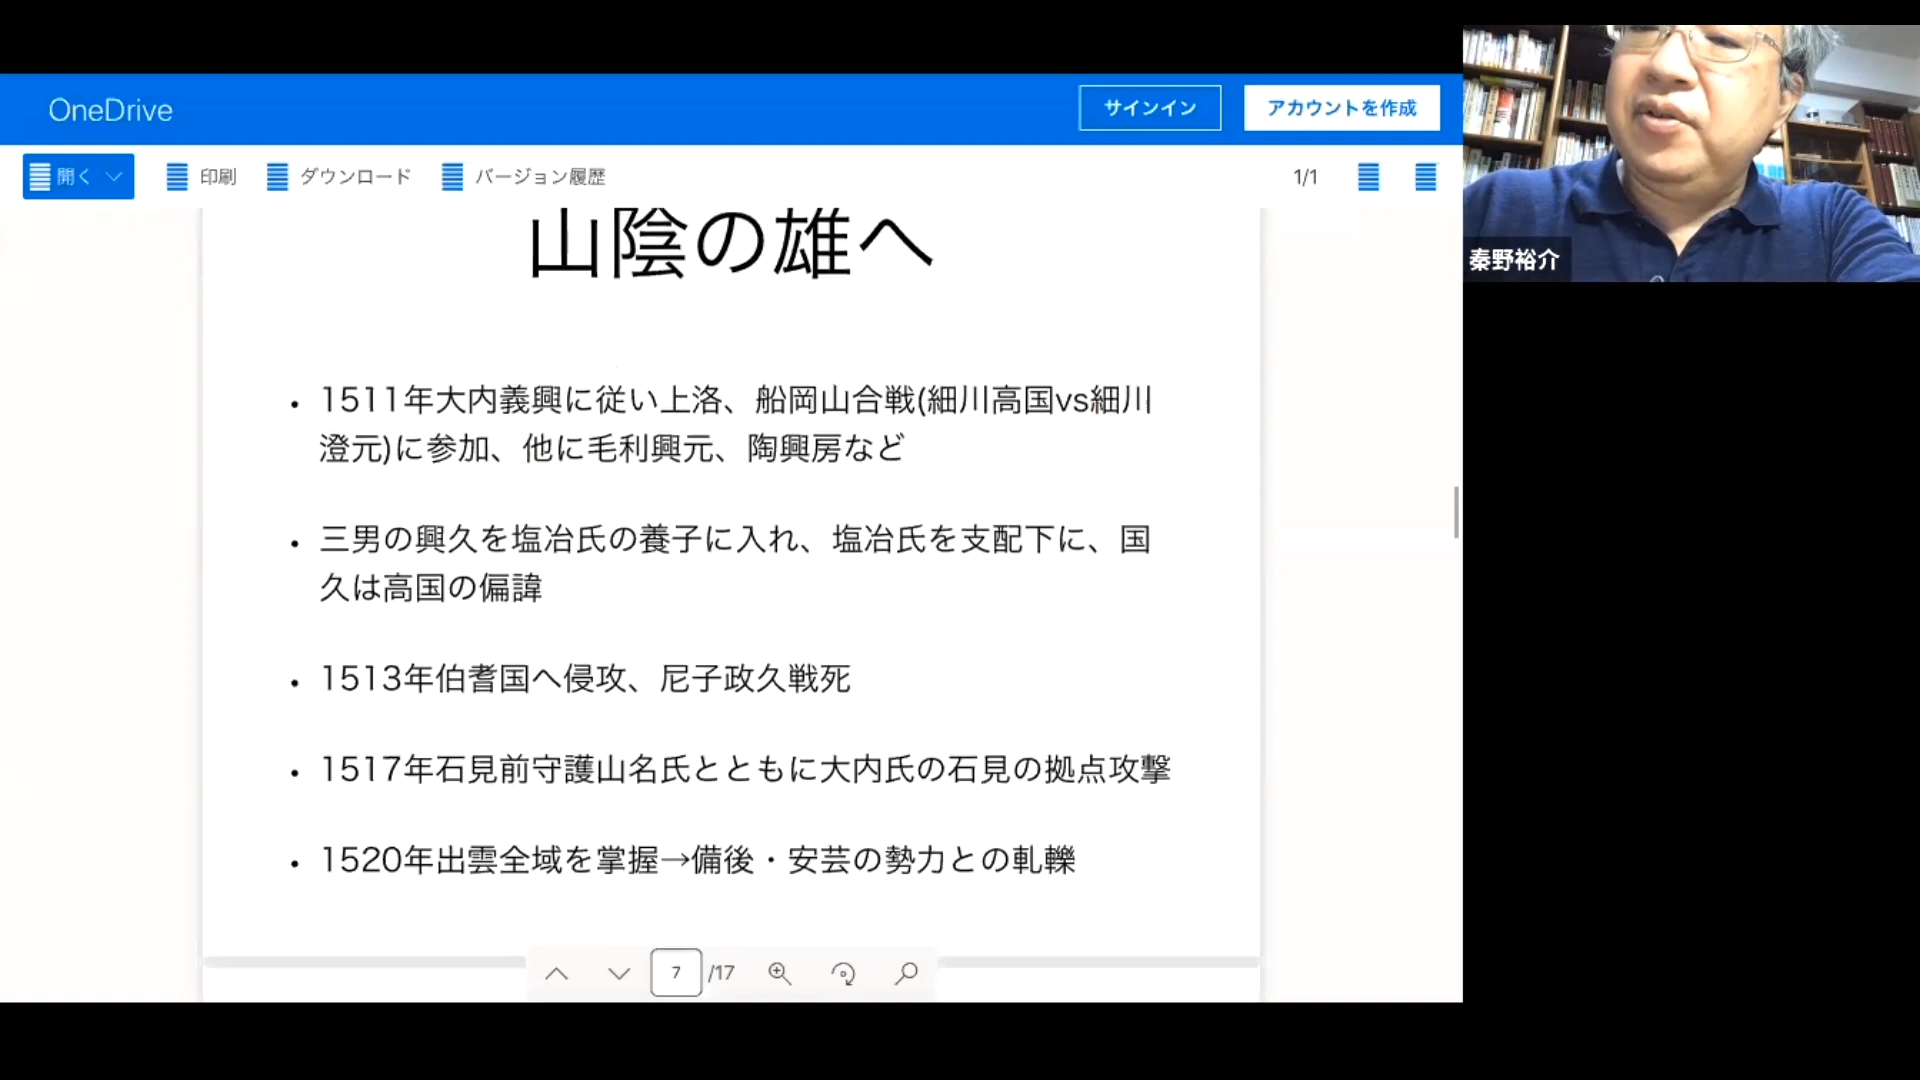 OneDrive
サインイン
アカウントを作成
開く
印刷
ダウンロード
バージョン履歴
1/1
山陰の雄へ
• 1511年大内義興に従い上洛、船岡山合戦(細川高国vs細川
澄元)に参加、他に毛利興元、陶興房など
• 三男の興久を塩冶氏の養子に入れ、塩冶氏を支配下に、国
久は高国の偏諱
• 1513年伯耆国へ侵攻、尼子政久戦死
• 1517年石見前守護山名氏とともに大内氏の石見の拠点攻撃
• 1520年出雲全域を掌握→備後・安芸の勢力との軋轢
7 /17
秦野裕介